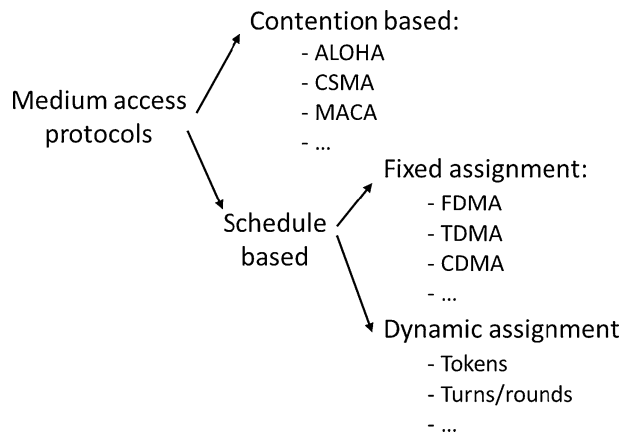 Contention based:
- ALOHA
- CSMA
- MACA
- ...
Medium access
protocols
Schedule
based
Fixed assignment:
- FDMA
- TDMA
- CDMA
- ...
Dynamic assignment
- Tokens
- Turns/rounds
- ...